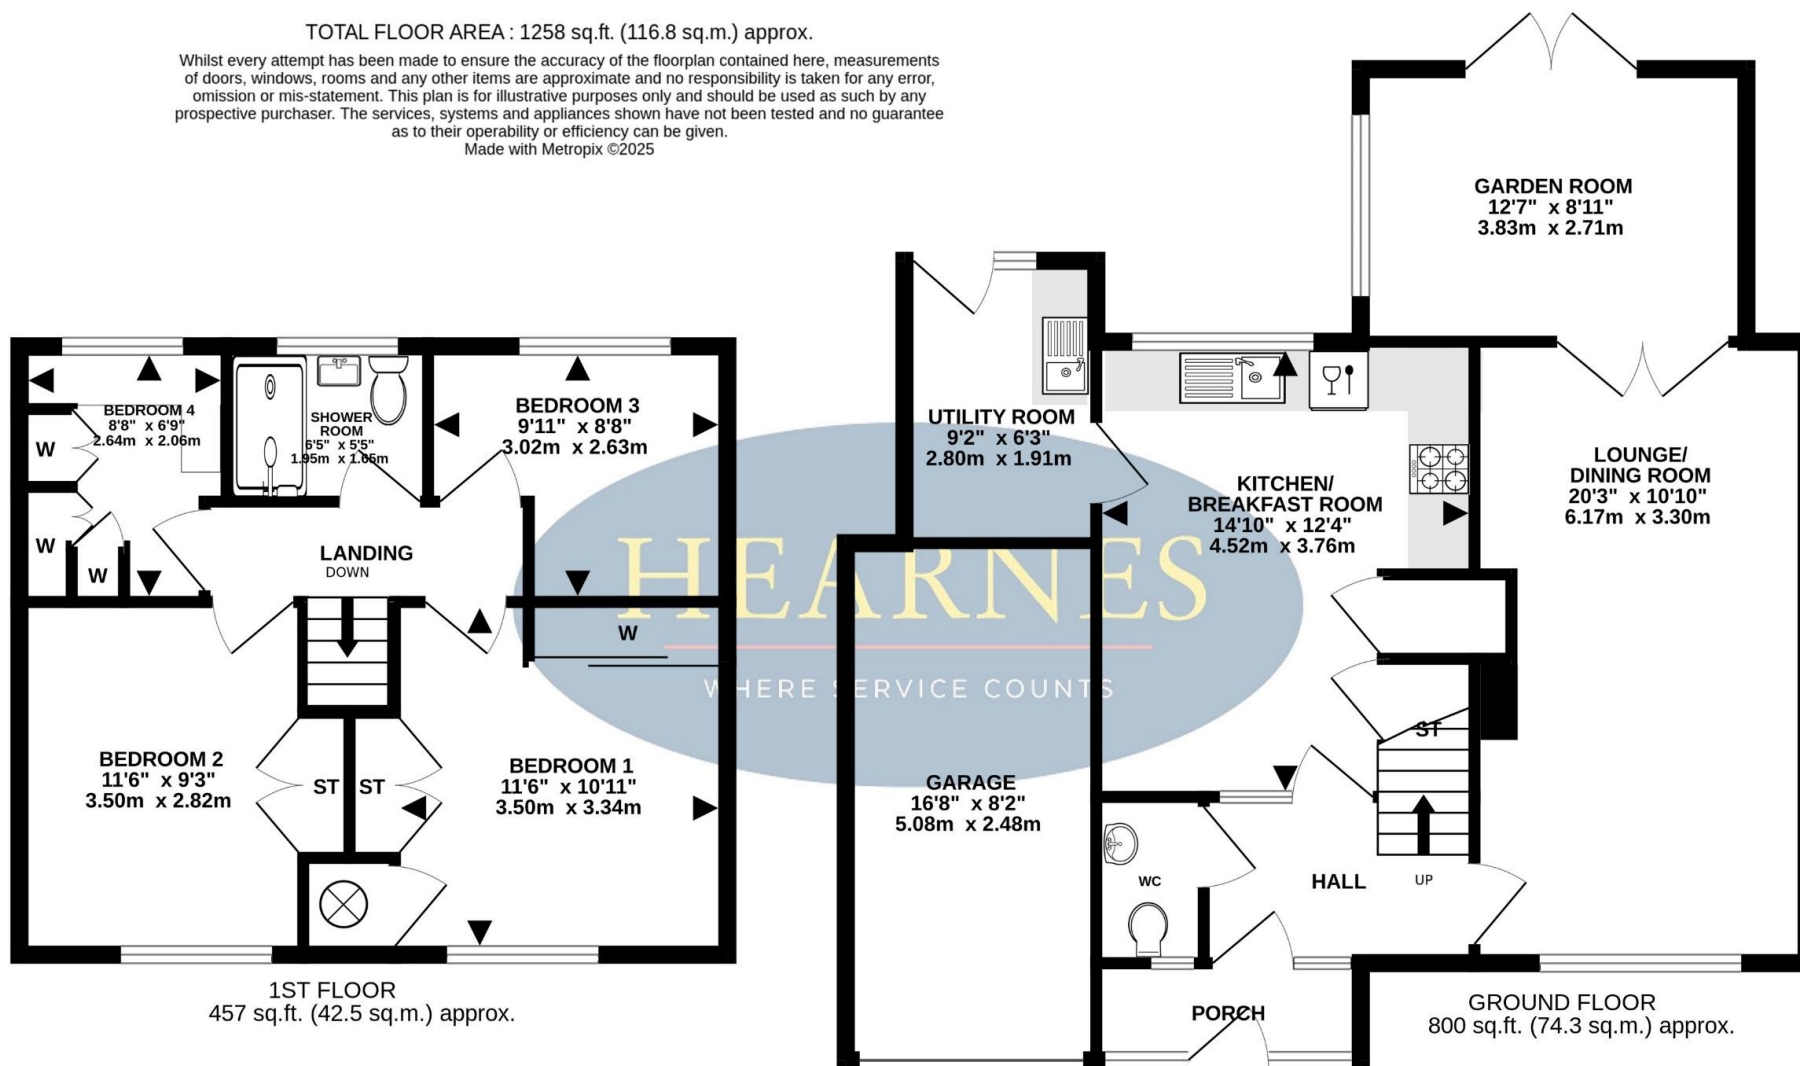 TOTAL FLOOR AREA : 1258 sq.ft. (116.8 sq.m.) approx.
Whilst every attempt has been made to ensure the accuracy of the floorplan contained here, measurements
of doors, windows, rooms and any other items are approximate and no responsibility is taken for any error,
omission or mis-statement. This plan is for illustrative purposes only and should be used as such by any
prospective purchaser. The services, systems and appliances shown have not been tested and no guarantee
as to their operability or efficiency can be given.
Made with Metropix ©2025
BEDROOM 4
8'8" x 6'9"
2.64m x 2.06m
W
W
W
SHOWER
ROOM
6'5" x 5'5"
1.95m x 1.65m
BEDROOM 3
9'11" x 8'8"
3.02m x 2.63m
LANDING
DOWN
W
BEDROOM 2
11'6" x 9'3"
3.50m x 2.82m
ST
ST
BEDROOM 1
11'6" x 10'11"
3.50m x 3.34m
1ST FLOOR
457 sq.ft. (42.5 sq.m.) approx.
GARDEN ROOM
12'7" x 8'11"
3.83m x 2.71m
UTILITY ROOM
9'2" x 6'3"
2.80m x 1.91m
KITCHEN/
BREAKFAST ROOM
14'10" x 12'4"
4.52m x 3.76m
LOUNGE/
DINING ROOM
20'3" x 10'10"
6.17m x 3.30m
HEARNES
WHERE SERVICE COUNTS
ST
GARAGE
16'8" x 8'2"
5.08m x 2.48m
WC
HALL
UP
PORCH
GROUND FLOOR
800 sq.ft. (74.3 sq.m.) approx.